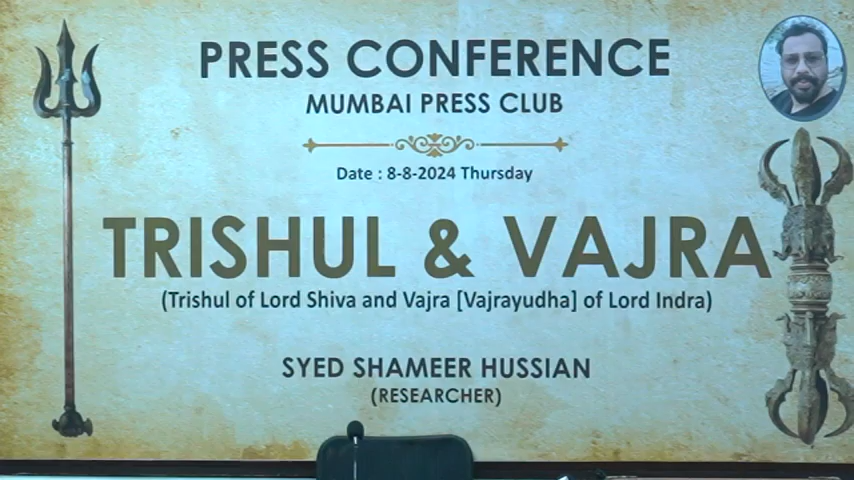 PRESS CONFERENCE
MUMBAI PRESS CLUB
Date : 8-8-2024 Thursday
TRISHUL & VAJRA
(Trishul of Lord Shiva and Vajra [Vajrayudha] of Lord Indra)
SYED SHAMEER HUSSIAN
(RESEARCHER)